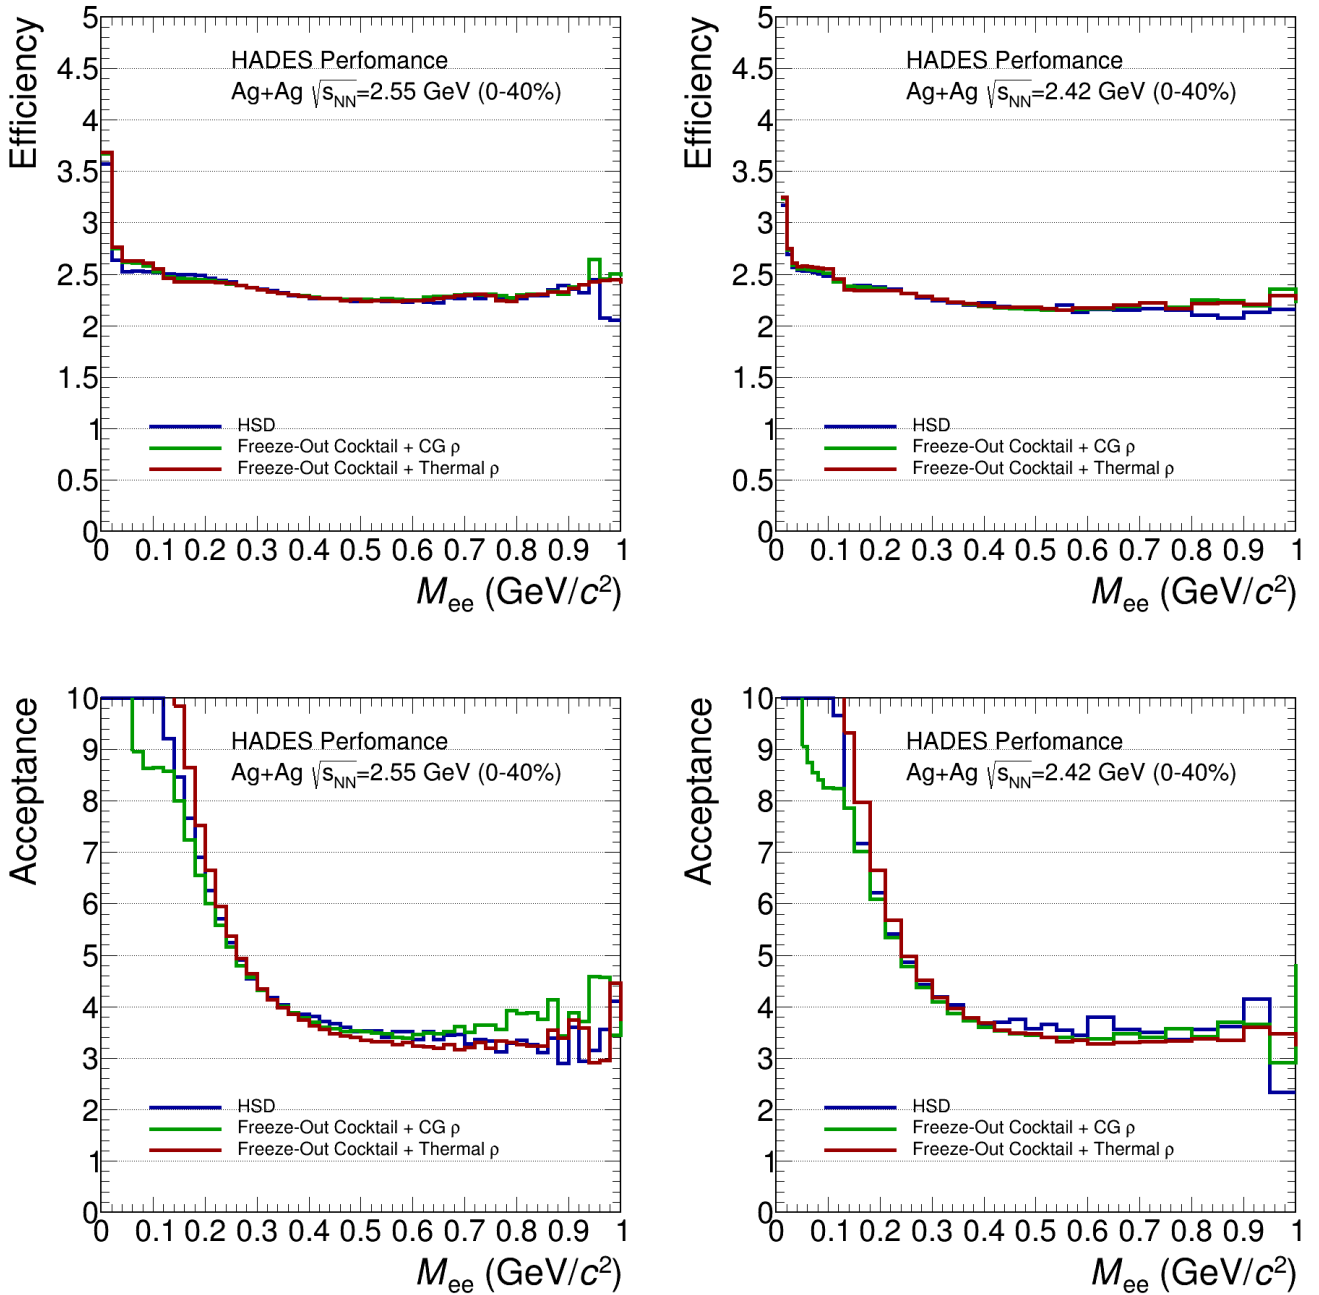 Efficiency
5
4.5
4
3.5
3
2.5
2
1.5
1
0.5
0
HADES Perfomance
Ag+Ag √sNN=2.55 GeV (0-40%)
HSD
Freeze-Out Cocktail + CG ρ
Freeze-Out Cocktail + Thermal ρ
0 0.1 0.2 0.3 0.4 0.5 0.6 0.7 0.8 0.9 1
Mee (GeV/c2)
Efficiency
5
4.5
4
3.5
3
2.5
2
1.5
1
0.5
0
HADES Perfomance
Ag+Ag √sNN=2.42 GeV (0-40%)
HSD
Freeze-Out Cocktail + CG ρ
Freeze-Out Cocktail + Thermal ρ
0 0.1 0.2 0.3 0.4 0.5 0.6 0.7 0.8 0.9 1
Mee (GeV/c2)
Acceptance
10
9
8
7
6
5
4
3
2
1
0
HADES Perfomance
Ag+Ag √sNN=2.55 GeV (0-40%)
HSD
Freeze-Out Cocktail + CG ρ
Freeze-Out Cocktail + Thermal ρ
0 0.1 0.2 0.3 0.4 0.5 0.6 0.7 0.8 0.9 1
Mee (GeV/c2)
Acceptance
10
9
8
7
6
5
4
3
2
1
0
HADES Perfomance
Ag+Ag √sNN=2.42 GeV (0-40%)
HSD
Freeze-Out Cocktail + CG ρ
Freeze-Out Cocktail + Thermal ρ
0 0.1 0.2 0.3 0.4 0.5 0.6 0.7 0.8 0.9 1
Mee (GeV/c2)